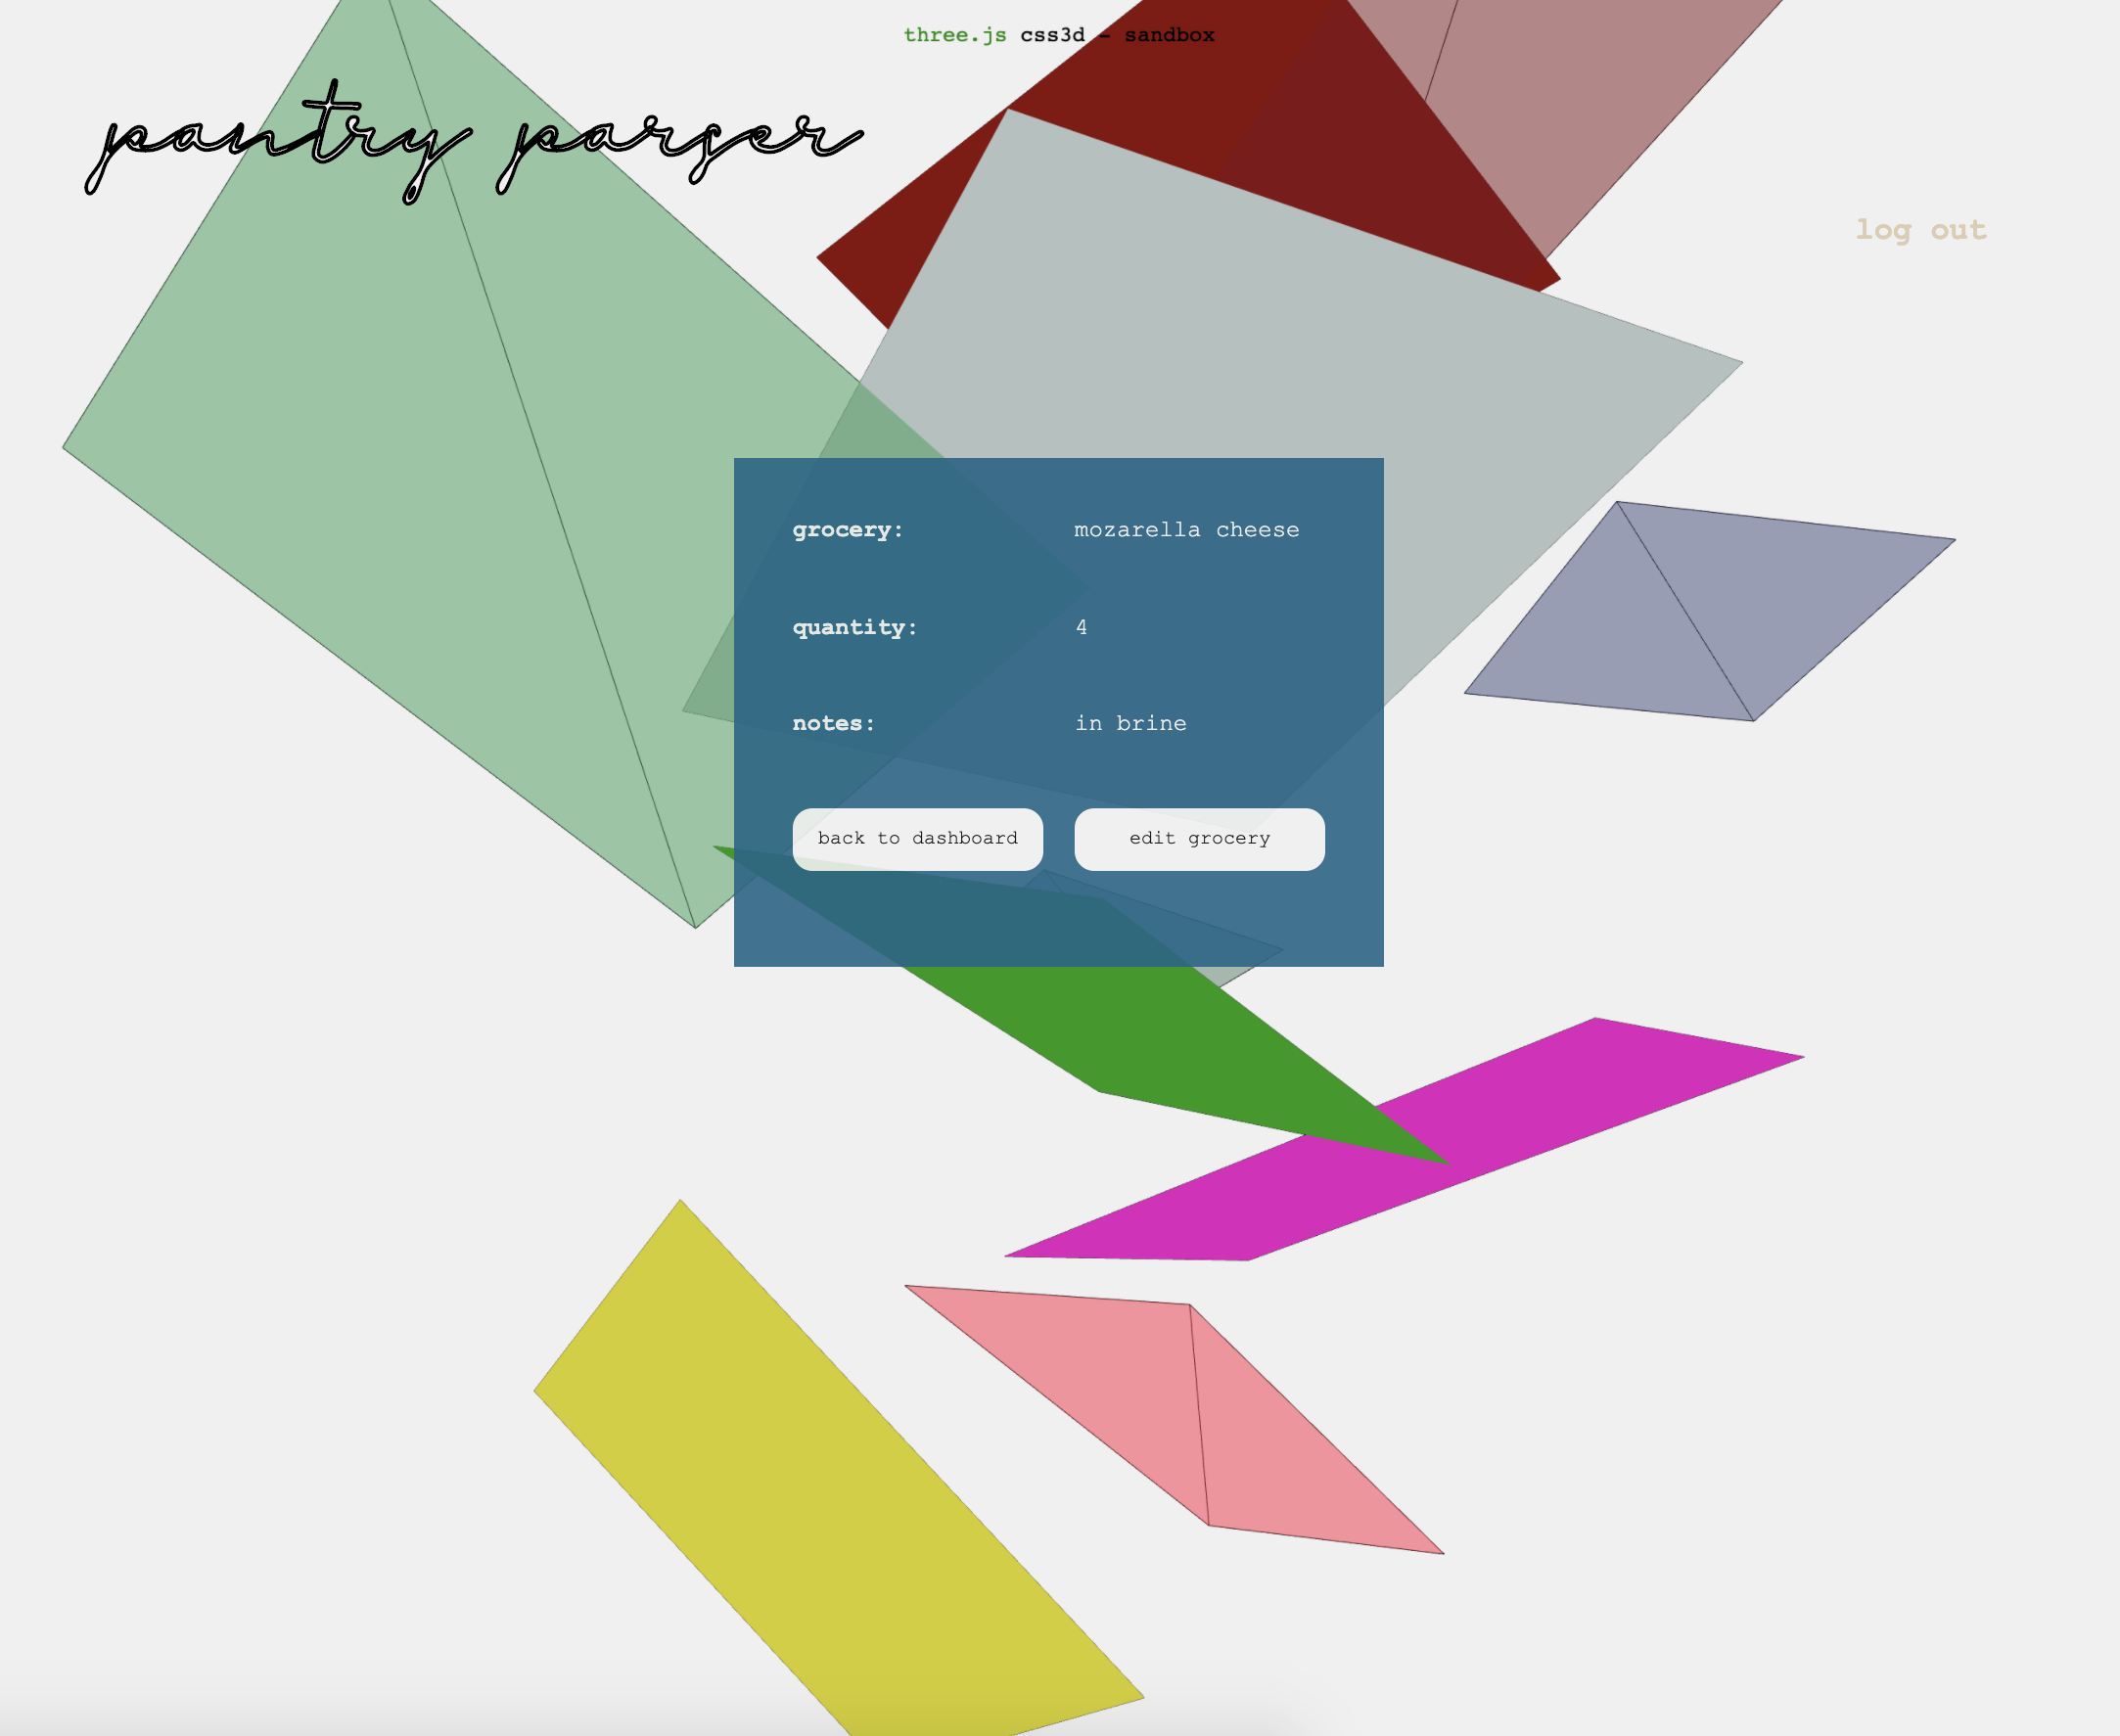 three.js css3d - sandbox
pantry parser
log out
grocery: mozarella cheese
quantity: 4
notes: in brine
back to dashboard edit grocery